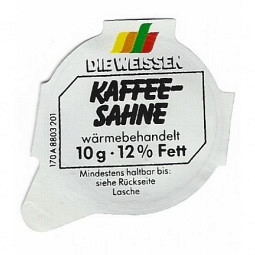 DIE WEISSEN
KAFFEE-
SAHNE
wärmebehandelt
10 g · 12 % Fett
Mindestens haltbar bis:
siehe Rückseite
Lasche
170 A 8803 201